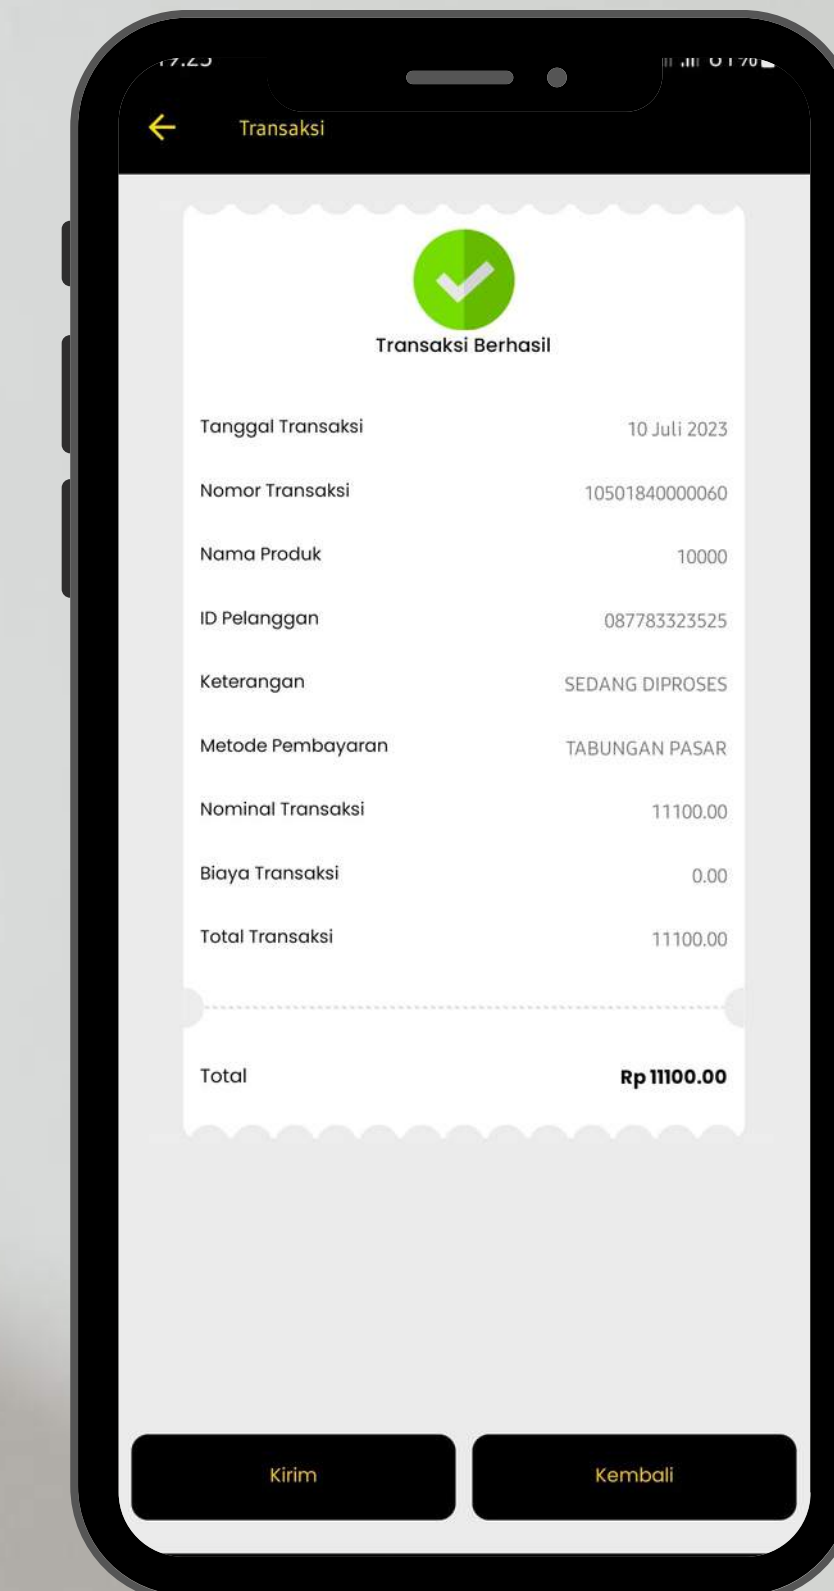 19.25
Transaksi
Transaksi Berhasil
Tanggal Transaksi 10 Juli 2023
Nomor Transaksi 10501840000060
Nama Produk 10000
ID Pelanggan 087783323525
Keterangan SEDANG DIPROSES
Metode Pembayaran TABUNGAN PASAR
Nominal Transaksi 11100.00
Biaya Transaksi 0.00
Total Transaksi 11100.00
Total Rp 11100.00
Kirim Kembali